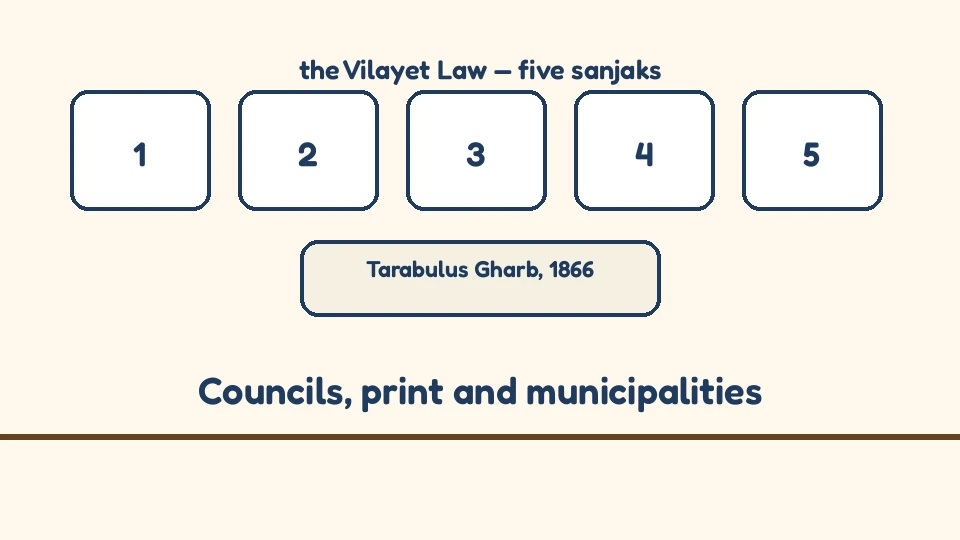 the Vilayet Law – five sanjaks
1 2 3 4 5
Tarabulus Gharb, 1866
Councils, print and municipalities